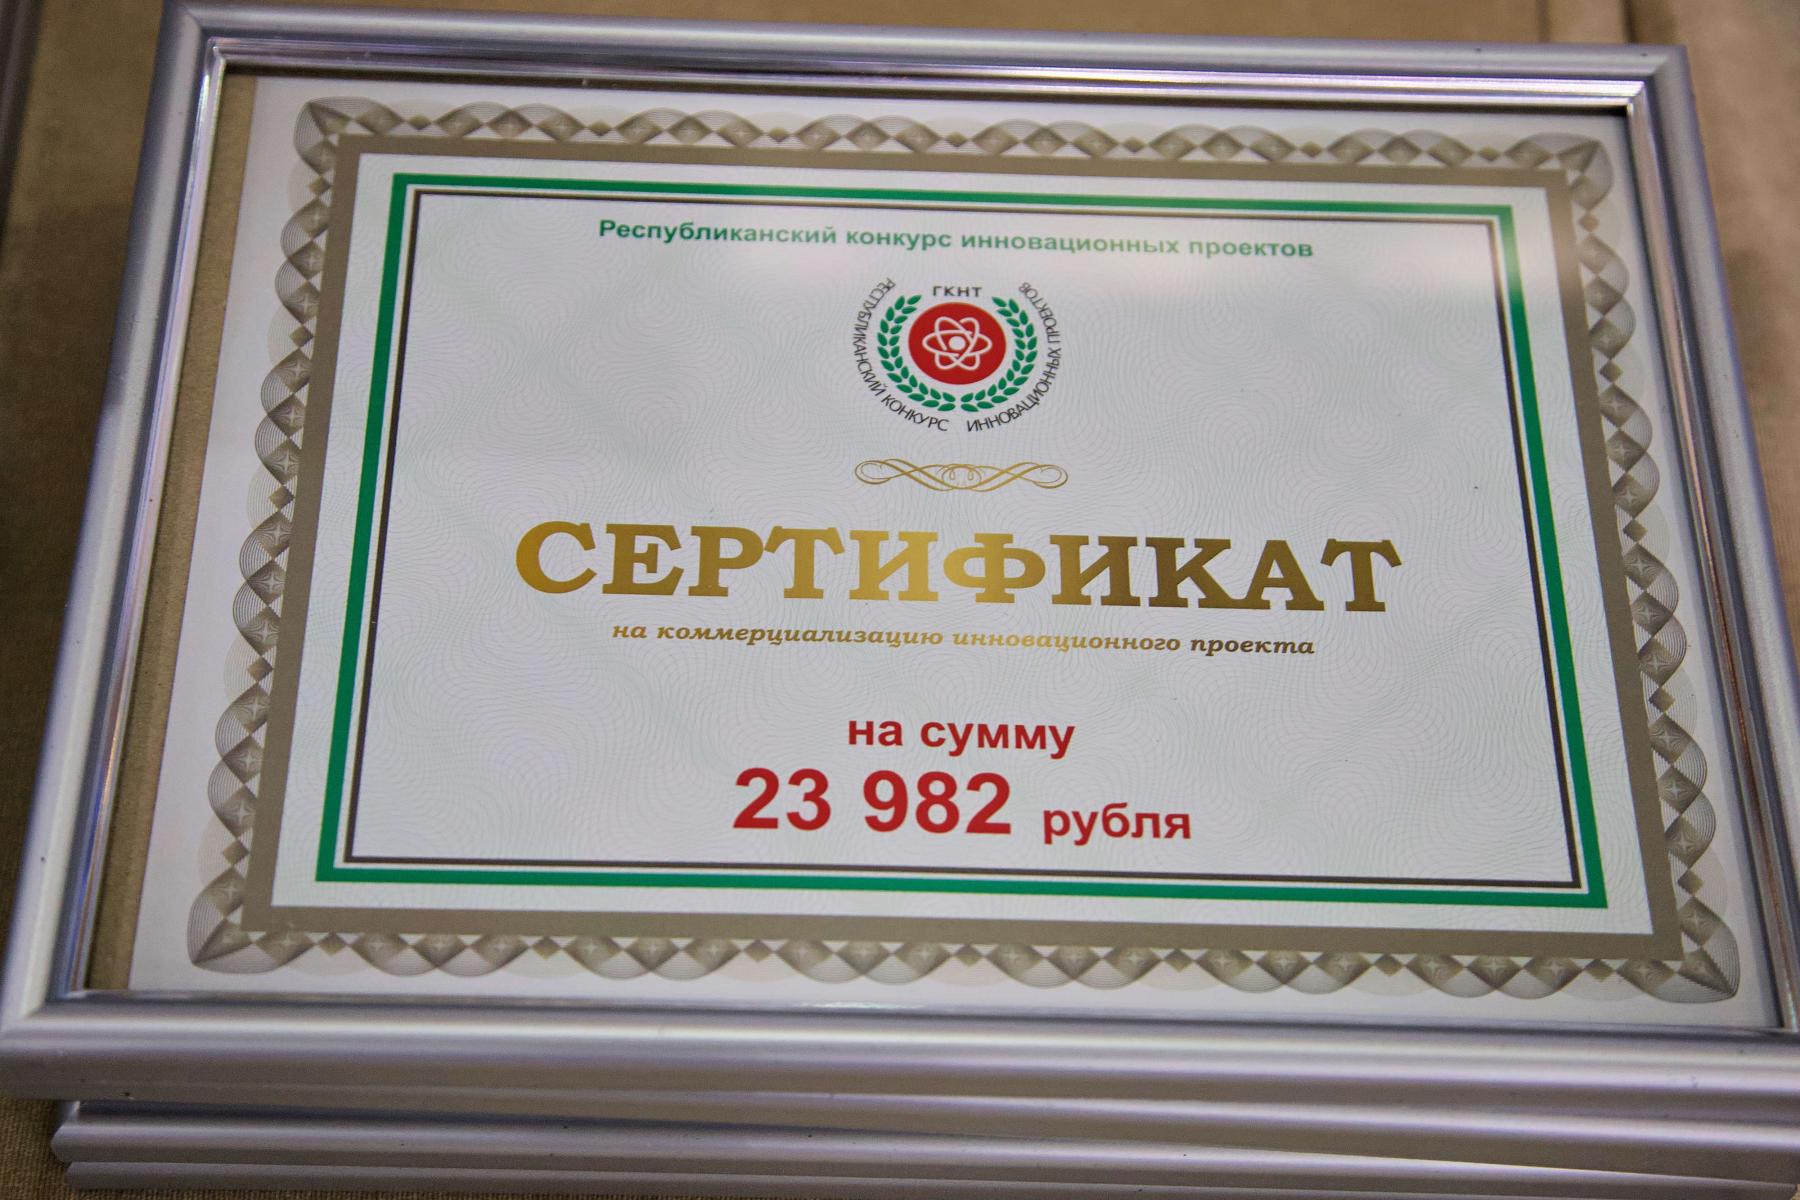 Республиканский конкурс инновационных проектов
ГКНТ
РЕСПУБЛИКАНСКИЙ КОНКУРС ИННОВАЦИОННЫХ ПРОЕКТОВ
СЕРТИФИКАТ
на коммерциализацию инновационного проекта
на сумму
23 982 рубля